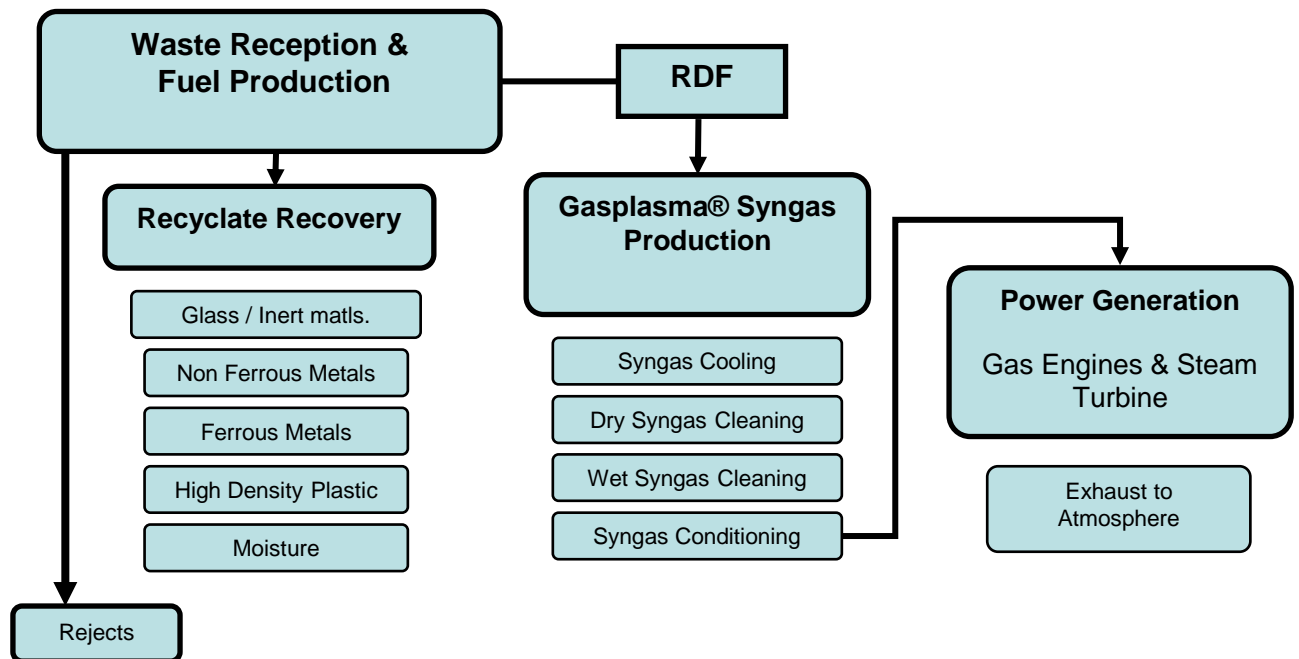 Waste Reception &
Fuel Production
RDF
Recyclate Recovery
Glass / Inert matls.
Non Ferrous Metals
Ferrous Metals
High Density Plastic
Moisture
Rejects
Gasplasma® Syngas
Production
Syngas Cooling
Dry Syngas Cleaning
Wet Syngas Cleaning
Syngas Conditioning
Power Generation
Gas Engines & Steam
Turbine
Exhaust to
Atmosphere